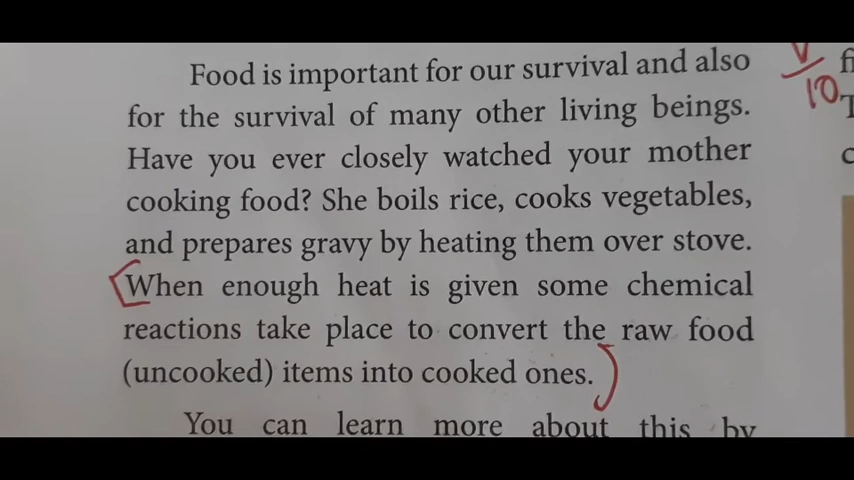 Food is important for our survival and also
for the survival of many other living beings.
Have you ever closely watched your mother
cooking food? She boils rice, cooks vegetables,
and prepares gravy by heating them over stove.
When enough heat is given some chemical
reactions take place to convert the raw food
(uncooked) items into cooked ones.
You can learn more about this by
10